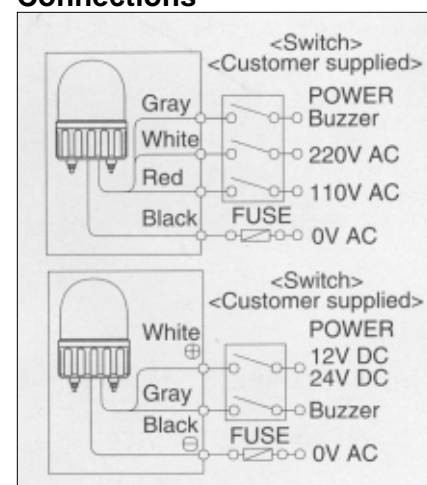 Connections
<Switch>
<Customer supplied>
POWER
Gray Buzzer
White 220V AC
Red 110V AC
Black FUSE 0V AC
<Switch>
<Customer supplied>
White POWER
⊕ 12V DC
24V DC
Gray Buzzer
Black
⊖ FUSE 0V AC